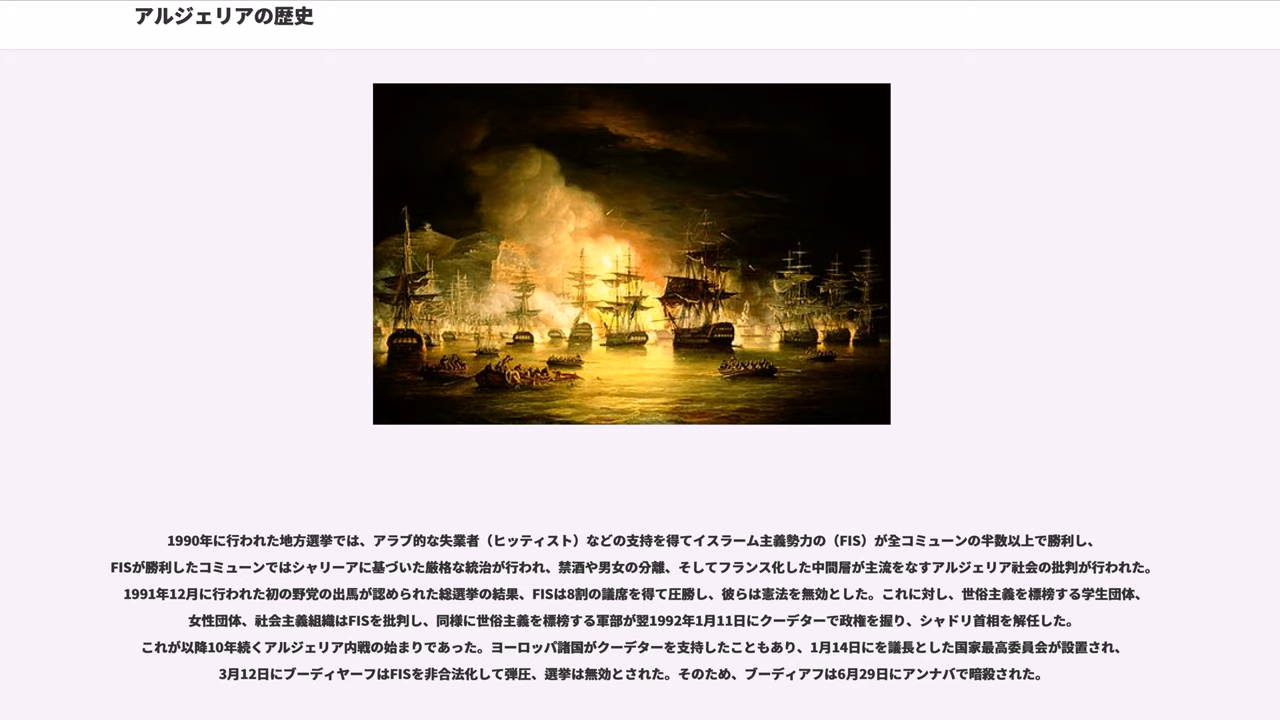 アルジェリアの歴史
1990年に行われた地方選挙では、アラブ的な失業者（ヒッティスト）などの支持を得てイスラーム主義勢力の（FIS）が全コミューンの半数以上で勝利し、
FISが勝利したコミューンではシャリーアに基づいた厳格な統治が行われ、禁酒や男女の分離、そしてフランス化した中間層が主流をなすアルジェリア社会の批判が行われた。
1991年12月に行われた初の野党の出馬が認められた総選挙の結果、FISは8割の議席を得て圧勝し、彼らは憲法を無効とした。これに対し、世俗主義を標榜する学生団体、
女性団体、社会主義組織はFISを批判し、同様に世俗主義を標榜する軍部が翌1992年1月11日にクーデターで政権を握り、シャドリ首相を解任した。
これが以降10年続くアルジェリア内戦の始まりであった。ヨーロッパ諸国がクーデターを支持したこともあり、1月14日にを議長とした国家最高委員会が設置され、
3月12日にブーディヤーフはFISを非合法化して弾圧、選挙は無効とされた。そのため、ブーディアフは6月29日にアンナバで暗殺された。